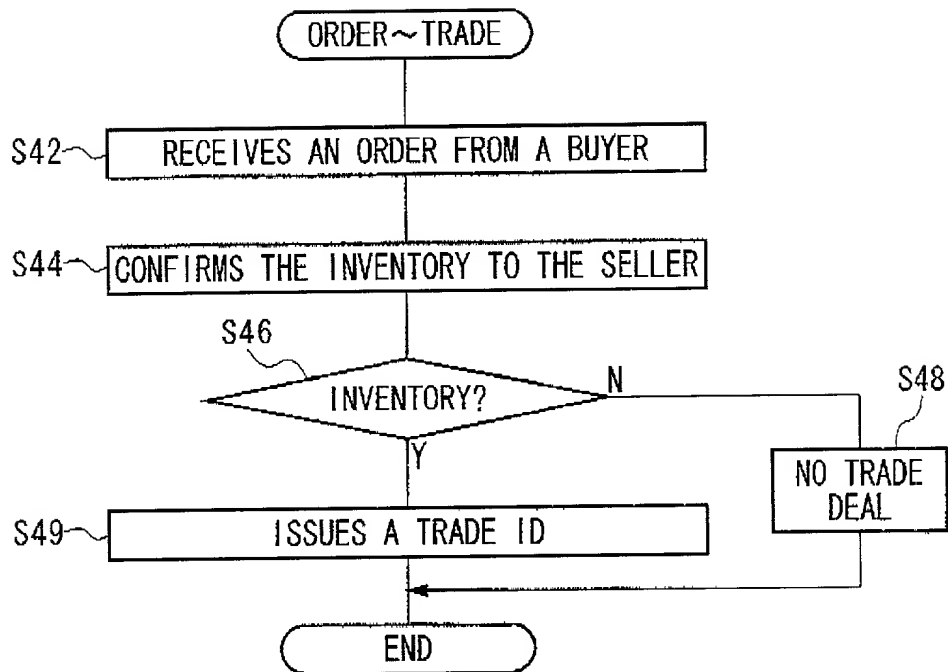 ORDER~TRADE
S42
RECEIVES AN ORDER FROM A BUYER
S44
CONFIRMS THE INVENTORY TO THE SELLER
S46
INVENTORY?
N
S48
Y
NO TRADE
DEAL
S49
ISSUES A TRADE ID
END